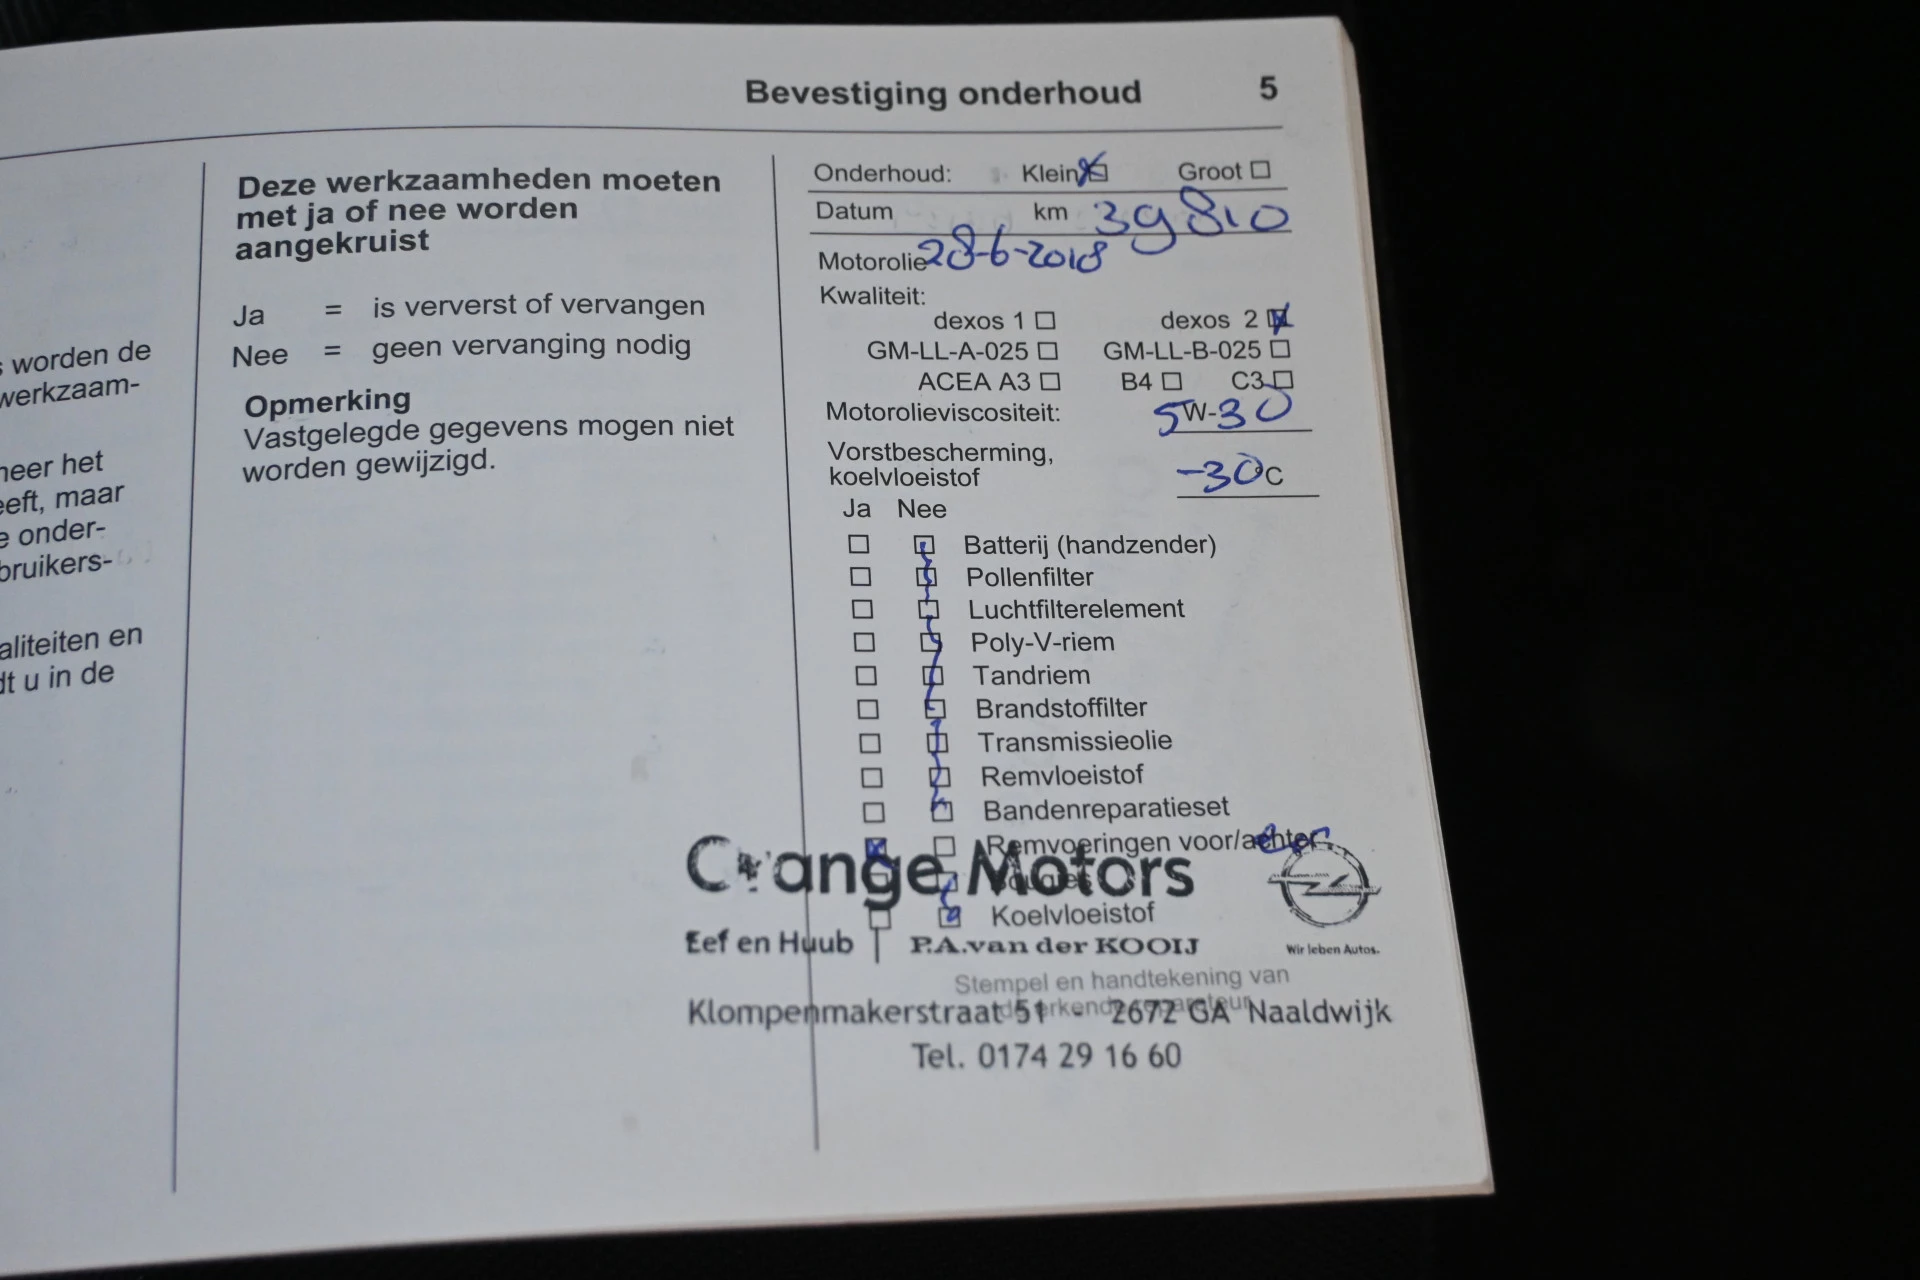 Bevestiging onderhoud 5
worden de
werkzaam-
het
maar
onder-
bruikers-
en
u in de
Deze werkzaamheden moeten
met ja of nee worden
aangekruist
Ja = is ververst of vervangen
Nee = geen vervanging nodig
Opmerking
Vastgelegde gegevens mogen niet
worden gewijzigd.
Onderhoud: Klein Groot
Datum km 39810
Motorolie 28-6-2018
Kwaliteit:
dexos 1 dexos 2
GM-LL-A-025 GM-LL-B-025
ACEA A3 B4 C3
Motorolieviscositeit: 5W-30
Vorstbescherming,
koelvloeistof -30°C
Ja Nee
Batterij (handzender)
Pollenfilter
Luchtfilterelement
Poly-V-riem
Tandriem
Brandstoffilter
Transmissieolie
Remvloeistof
Bandenreparatieset
Remvoeringen voor/achter
Orange Motors
Bougies
Koelvloeistof
Eef en Huub | P.A.van der KOOIJ
Wir leben Autos.
Stempel en handtekening van
Klompenmakerstraat 51 - 2672 GA Naaldwijk
Tel. 0174 29 16 60